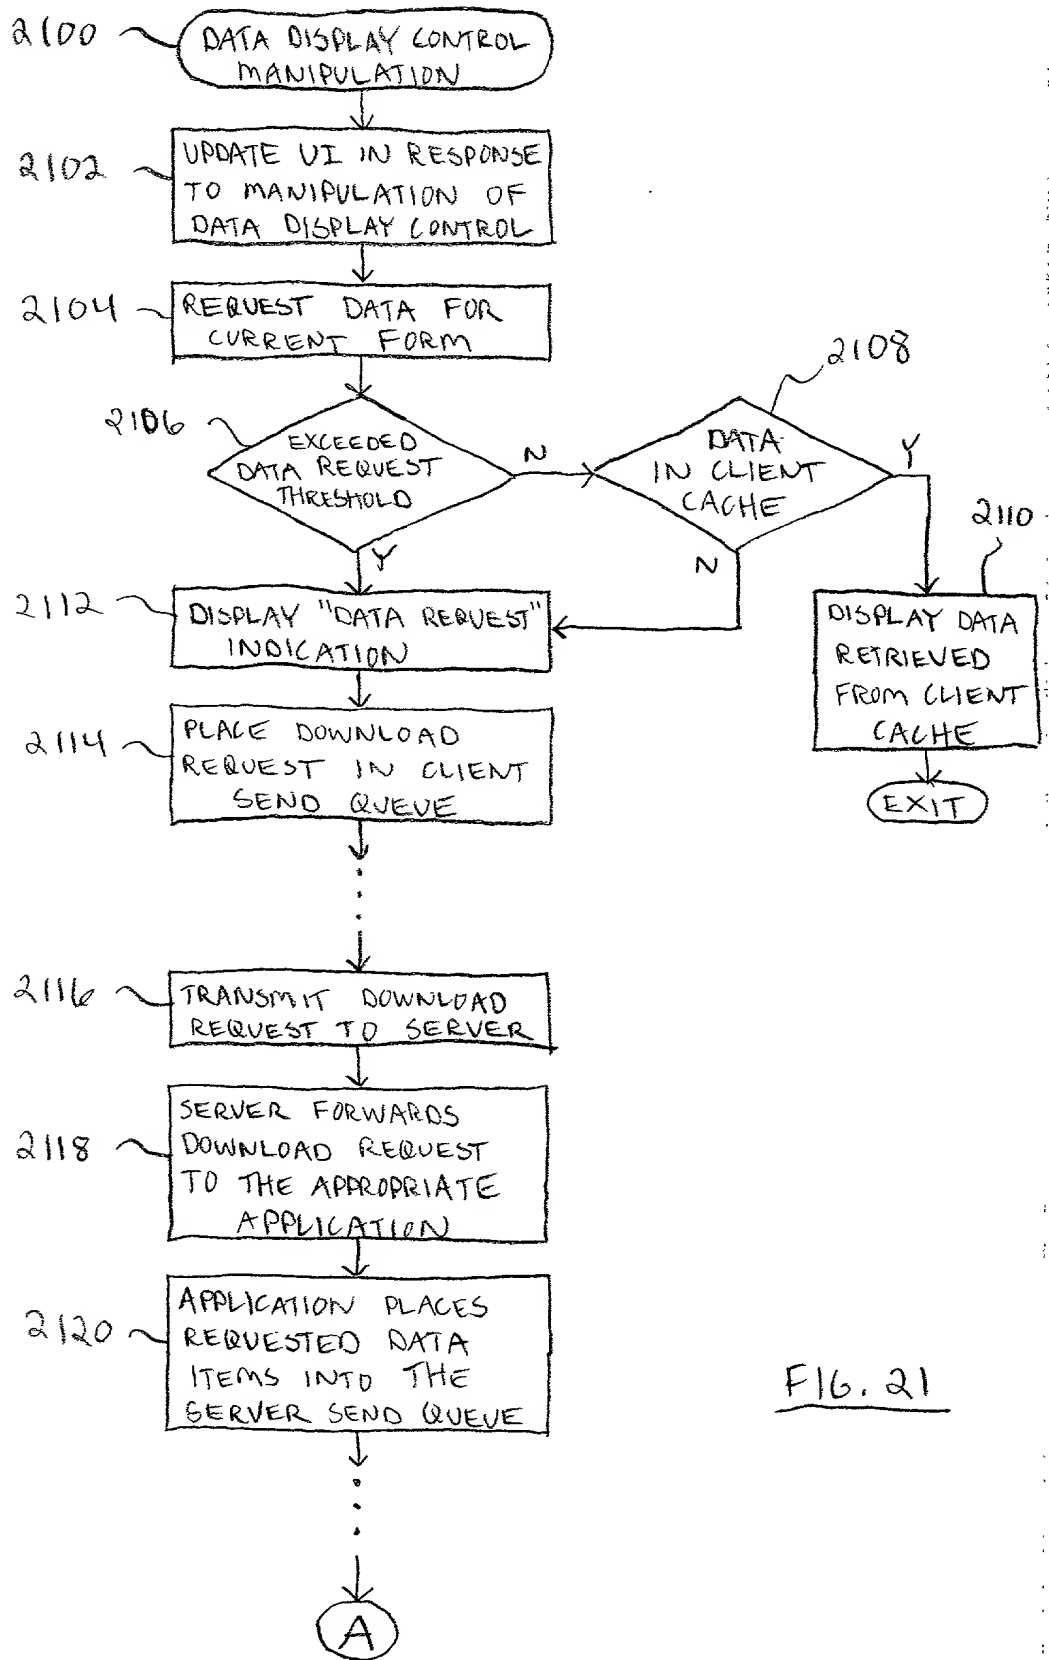 2100
DATA DISPLAY CONTROL
MANIPULATION
2102
UPDATE UI IN RESPONSE
TO MANIPULATION OF
DATA DISPLAY CONTROL
2104
REQUEST DATA FOR
CURRENT FORM
2106
EXCEEDED
DATA REQUEST
THRESHOLD
N
Y
2108
DATA
IN CLIENT
CACHE
Y
N
2110
DISPLAY DATA
RETRIEVED
FROM CLIENT
CACHE
EXIT
2112
DISPLAY "DATA REQUEST"
INDICATION
2114
PLACE DOWNLOAD
REQUEST IN CLIENT
SEND QUEUE
2116
TRANSMIT DOWNLOAD
REQUEST TO SERVER
2118
SERVER FORWARDS
DOWNLOAD REQUEST
TO THE APPROPRIATE
APPLICATION
2120
APPLICATION PLACES
REQUESTED DATA
ITEMS INTO THE
SERVER SEND QUEUE
A
FIG. 21